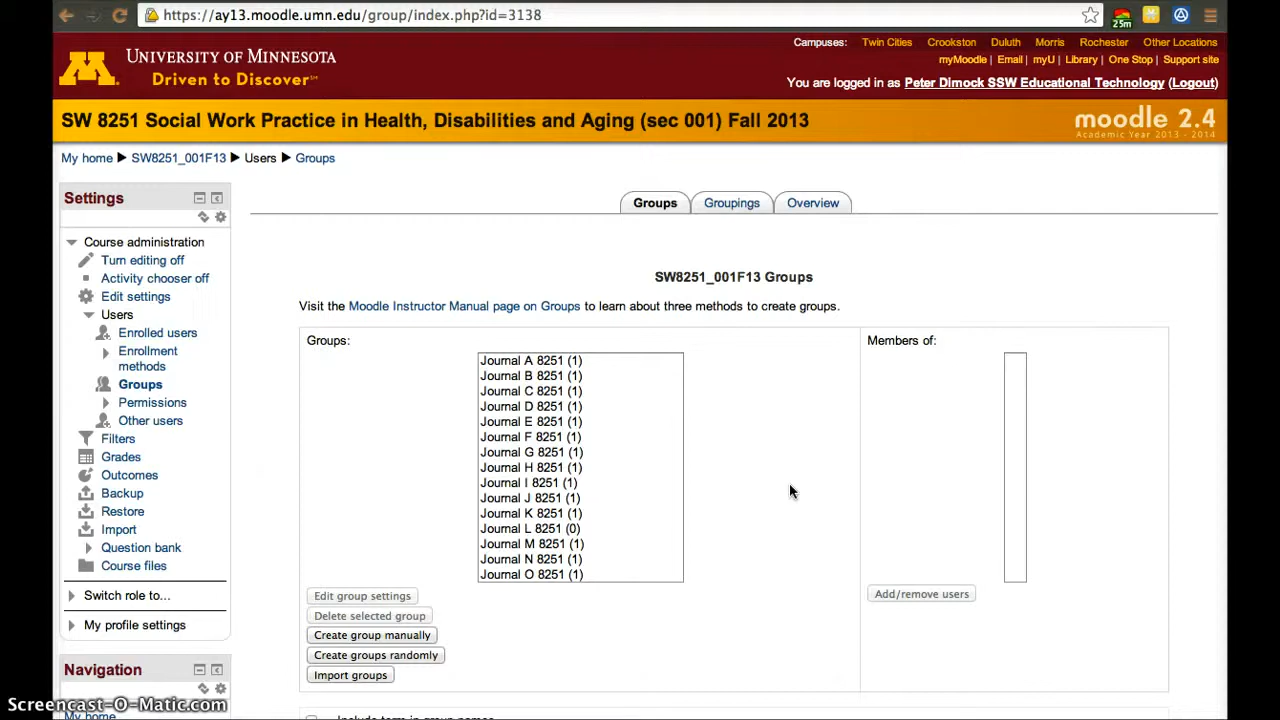 https://ay13.moodle.umn.edu/group/index.php?id=3138
25m
UNIVERSITY OF MINNESOTA
Driven to Discover℠
Campuses: Twin Cities Crookston Duluth Morris Rochester Other Locations
myMoodle | Email | myU | Library | One Stop | Support site
You are logged in as Peter Dimock SSW Educational Technology (Logout)
SW 8251 Social Work Practice in Health, Disabilities and Aging (sec 001) Fall 2013
moodle 2.4
Academic Year 2013 - 2014
My home ► SW8251_001F13 ► Users ► Groups
Settings
Course administration
Turn editing off
Activity chooser off
Edit settings
Users
Enrolled users
Enrollment
methods
Groups
Permissions
Other users
Filters
Grades
Outcomes
Backup
Restore
Import
Question bank
Course files
Switch role to...
My profile settings
Navigation
My home
Groups Groupings Overview
SW8251_001F13 Groups
Visit the Moodle Instructor Manual page on Groups to learn about three methods to create groups.
Groups:
Journal A 8251 (1)
Journal B 8251 (1)
Journal C 8251 (1)
Journal D 8251 (1)
Journal E 8251 (1)
Journal F 8251 (1)
Journal G 8251 (1)
Journal H 8251 (1)
Journal I 8251 (1)
Journal J 8251 (1)
Journal K 8251 (1)
Journal L 8251 (0)
Journal M 8251 (1)
Journal N 8251 (1)
Journal O 8251 (1)
Edit group settings
Delete selected group
Create group manually
Create groups randomly
Import groups
Members of:
Add/remove users
Include term in group names
Screencast-O-Matic.com